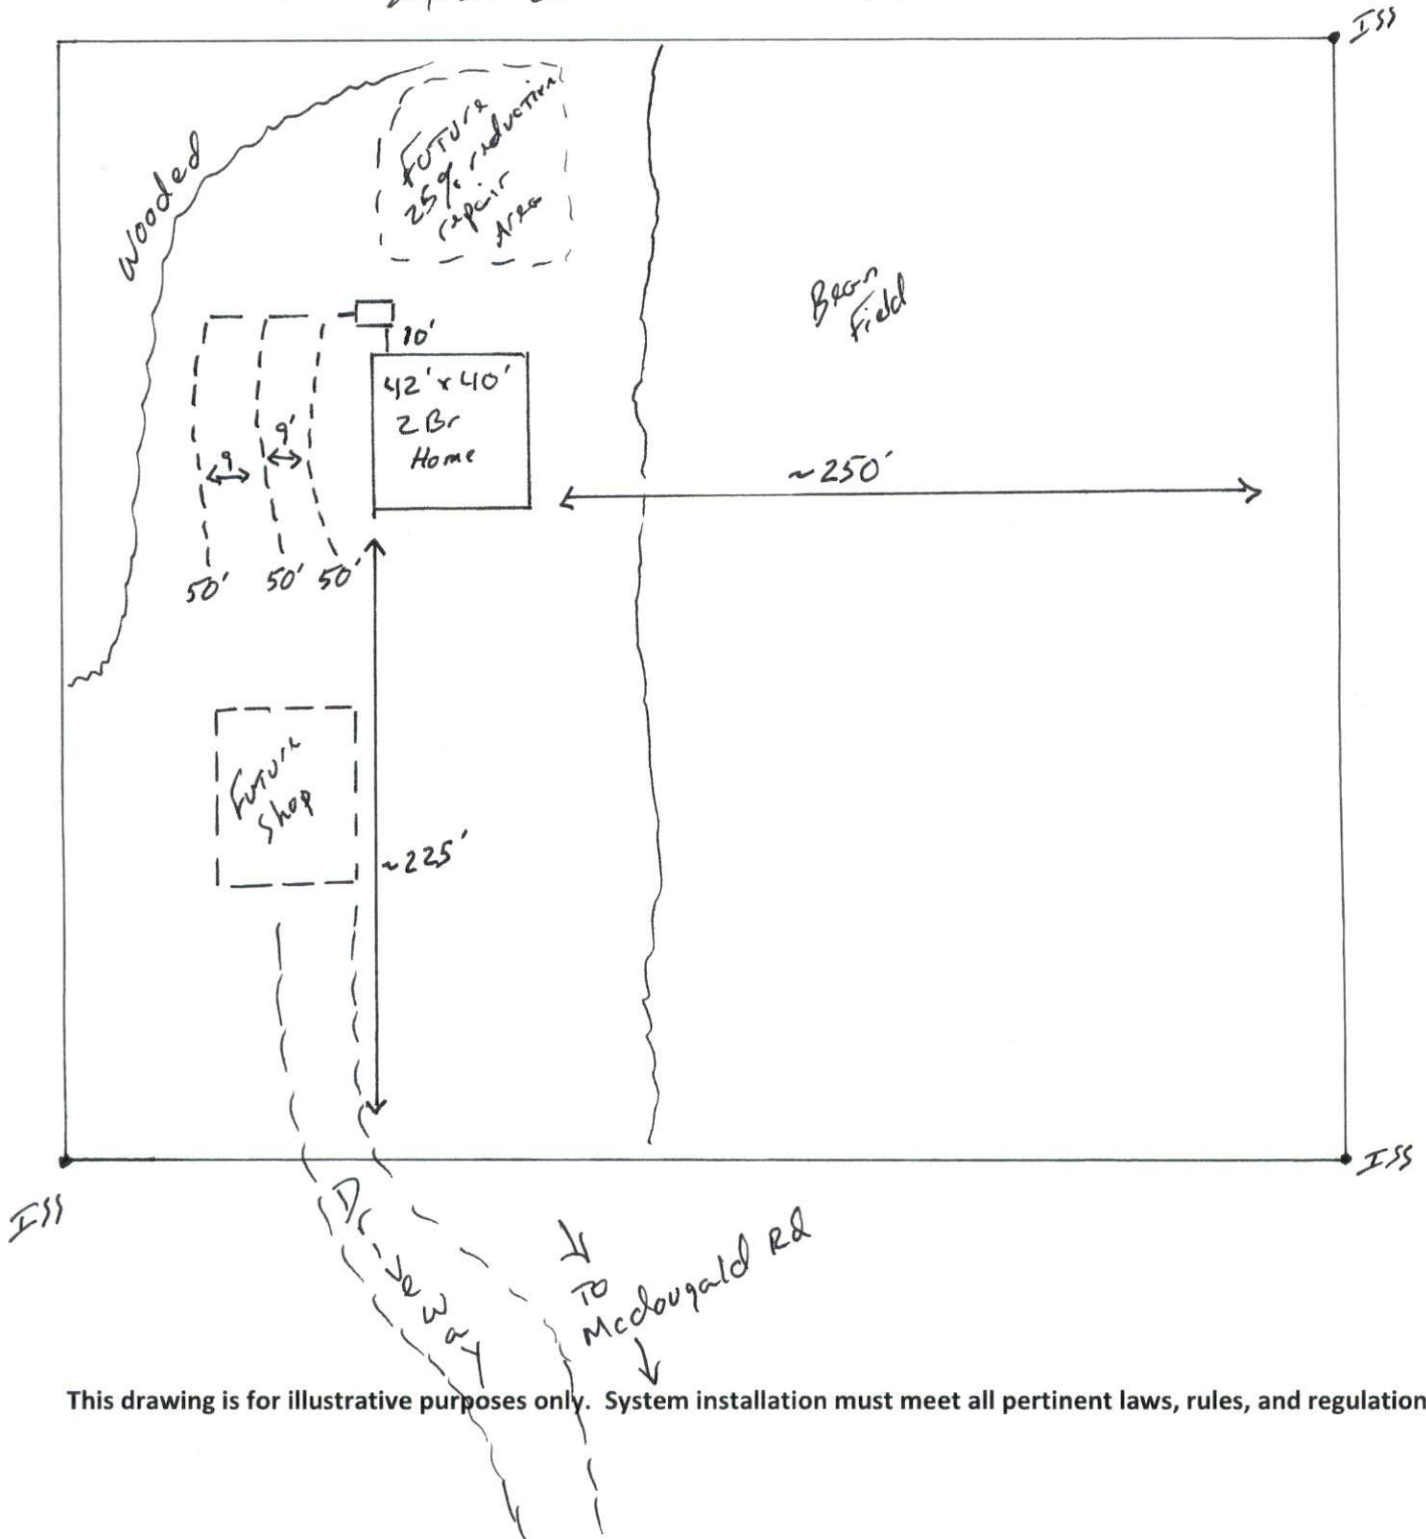 ISS
Wooded
Future
25% reduction
repair
Area
Bean
Field
10'
42' x 40'
2 Br
Home
9'
9
~250'
50' 50' 50'
Future
Shop
~225'
ISS
ISS
Driveway
To
Mcdougald Rd
This drawing is for illustrative purposes only. System installation must meet all pertinent laws, rules, and regulation